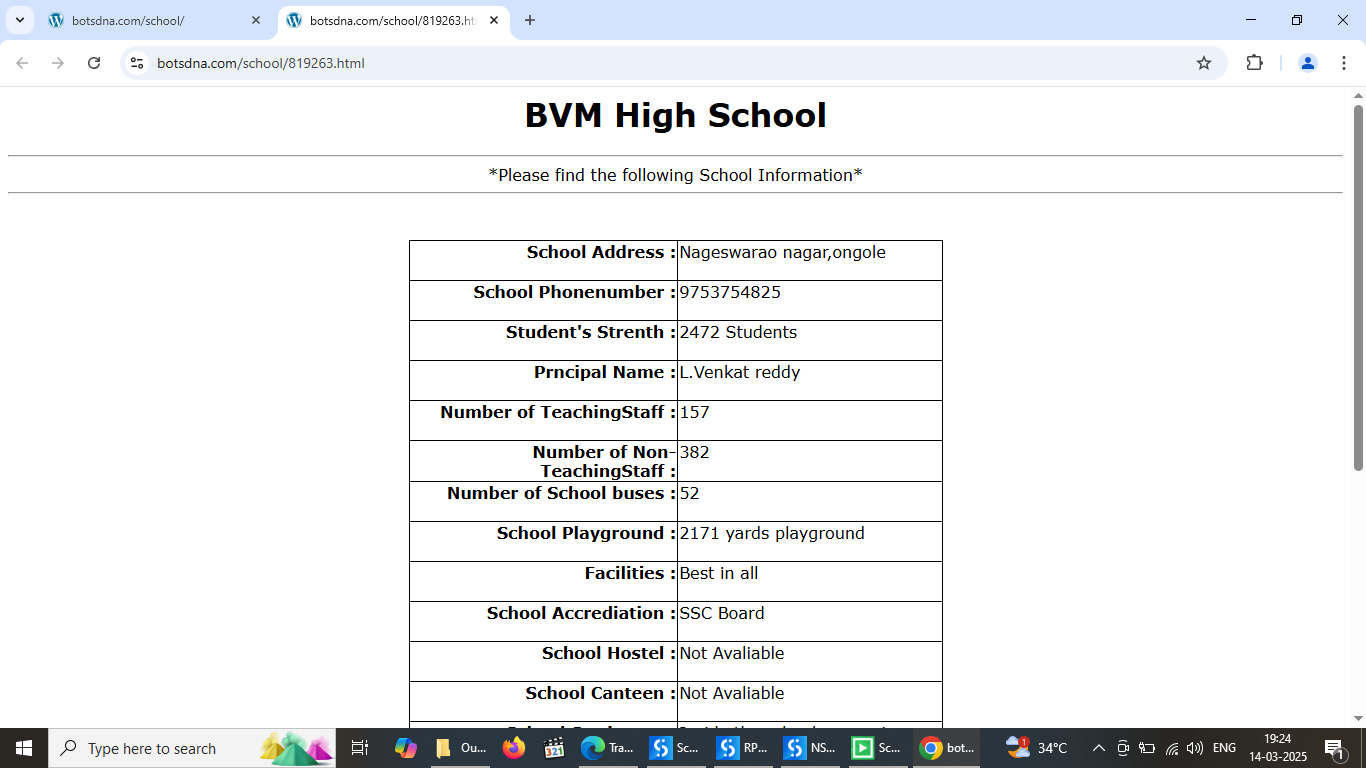 botsdna.com/school/
botsdna.com/school/819263.ht
botsdna.com/school/819263.html
BVM High School
*Please find the following School Information*
School Address : Nageswarao nagar,ongole
School Phonenumber : 9753754825
Student's Strenth : 2472 Students
Prncipal Name : L.Venkat reddy
Number of TeachingStaff : 157
Number of Non- 382
TeachingStaff :
Number of School buses : 52
School Playground : 2171 yards playground
Facilities : Best in all
School Accrediation : SSC Board
School Hostel : Not Avaliable
School Canteen : Not Avaliable
Type here to search
Ou...
321
Tra...
Sc...
RP...
NS...
Sc...
bot...
1
34°C
ENG
19:24
14-03-2025
1